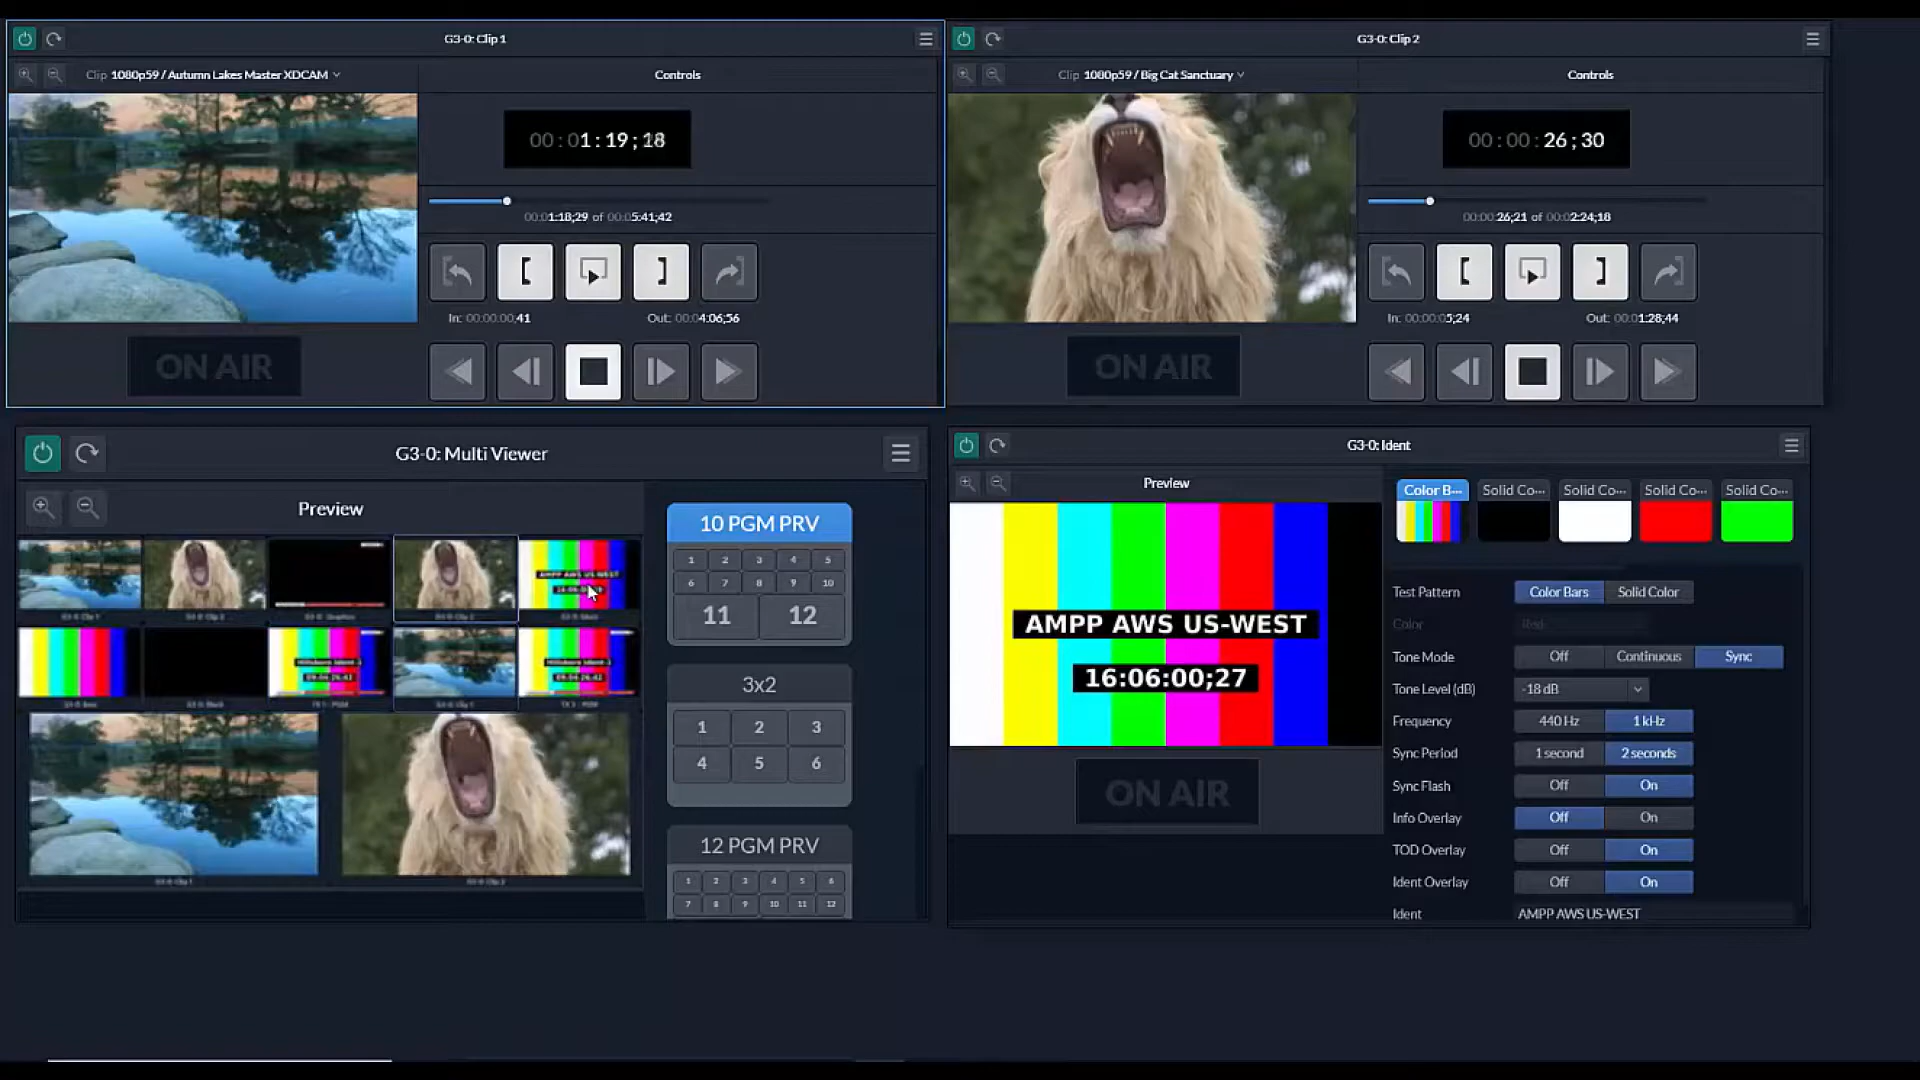 G3-0: Clip 1
Clip 1080p59 / Autumn Lakes Master XDCAM
Controls
00:01:19;18
00:01:18;29 of 00:05:41;42
In: 00:00:00;41
Out: 00:04:06;56
ON AIR
G3-0: Clip 2
Clip 1080p59 / Big Cat Sanctuary
Controls
00:00:26;30
00:00:26;21 of 00:02:24;18
In: 00:00:05;24
Out: 00:01:28;44
ON AIR
G3-0: Multi Viewer
Preview
AMPP AWS US-WEST
10 PGM PRV
1 2 3 4 5
6 7 8 9 10
11 12
3x2
1 2 3
4 5 6
12 PGM PRV
1 2 3 4 5 6
7 8 9 10 11 12
G3-0: Ident
Preview
AMPP AWS US-WEST
16:06:00;27
ON AIR
Color B... Solid Co... Solid Co... Solid Co... Solid Co...
Test Pattern Color Bars Solid Color
Color Red
Tone Mode Off Continuous Sync
Tone Level (dB) -18 dB
Frequency 440 Hz 1 kHz
Sync Period 1 second 2 seconds
Sync Flash Off On
Info Overlay Off On
TOD Overlay Off On
Ident Overlay Off On
Ident AMPP AWS US-WEST